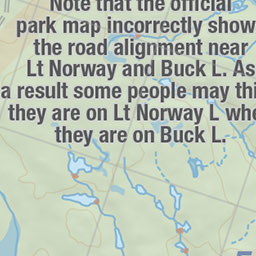 Note that the official
park map incorrectly show
the road alignment near
Lt Norway and Buck L. As
a result some people may thi
they are on Lt Norway L whe
they are on Buck L.